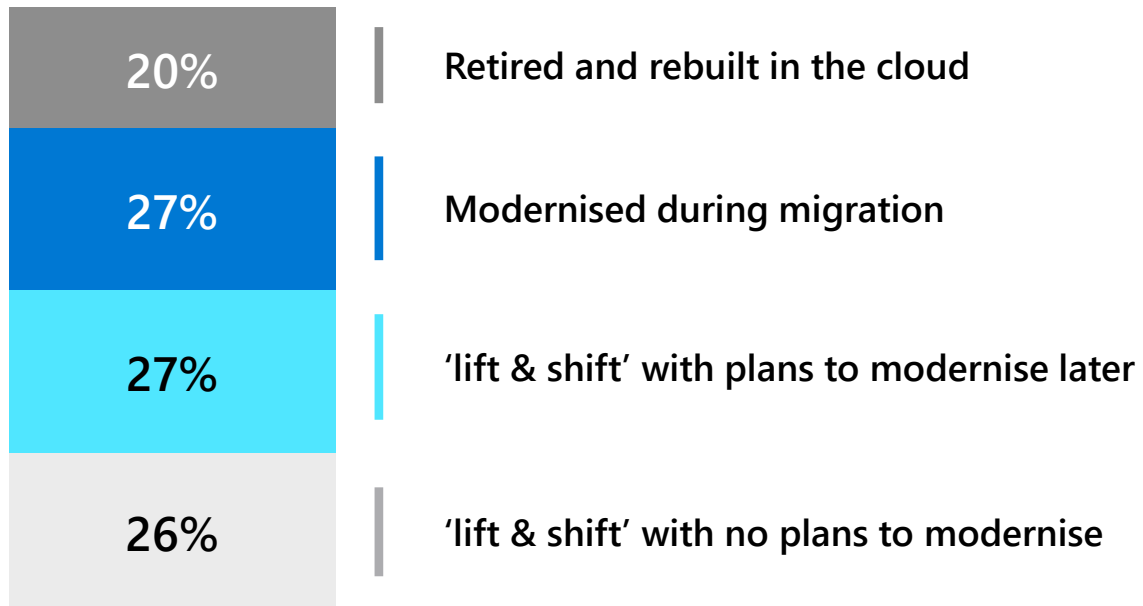 20%
Retired and rebuilt in the cloud
27%
Modernised during migration
27%
‘lift & shift’ with plans to modernise later
26%
‘lift & shift’ with no plans to modernise